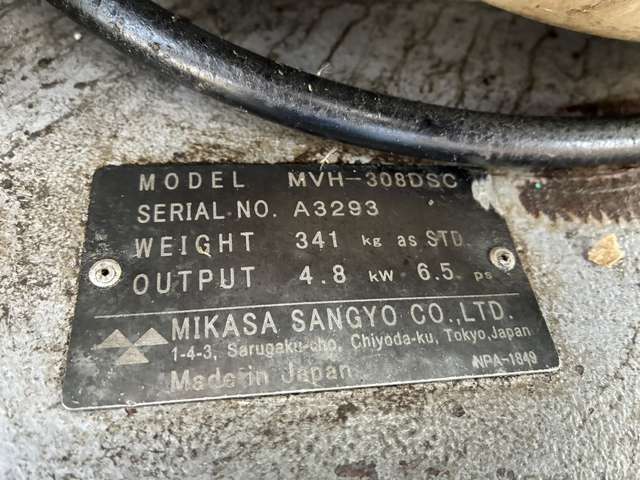 MODEL MVH-308DSC
SERIAL NO. A3293
WEIGHT 341 kg as STD.
OUTPUT 4.8 kW 6.5 ps
MIKASA SANGYO CO.,LTD.
1-4-3, Sarugaku-cho, Chiyoda-ku, Tokyo,Japan
Made in Japan NPA-1849